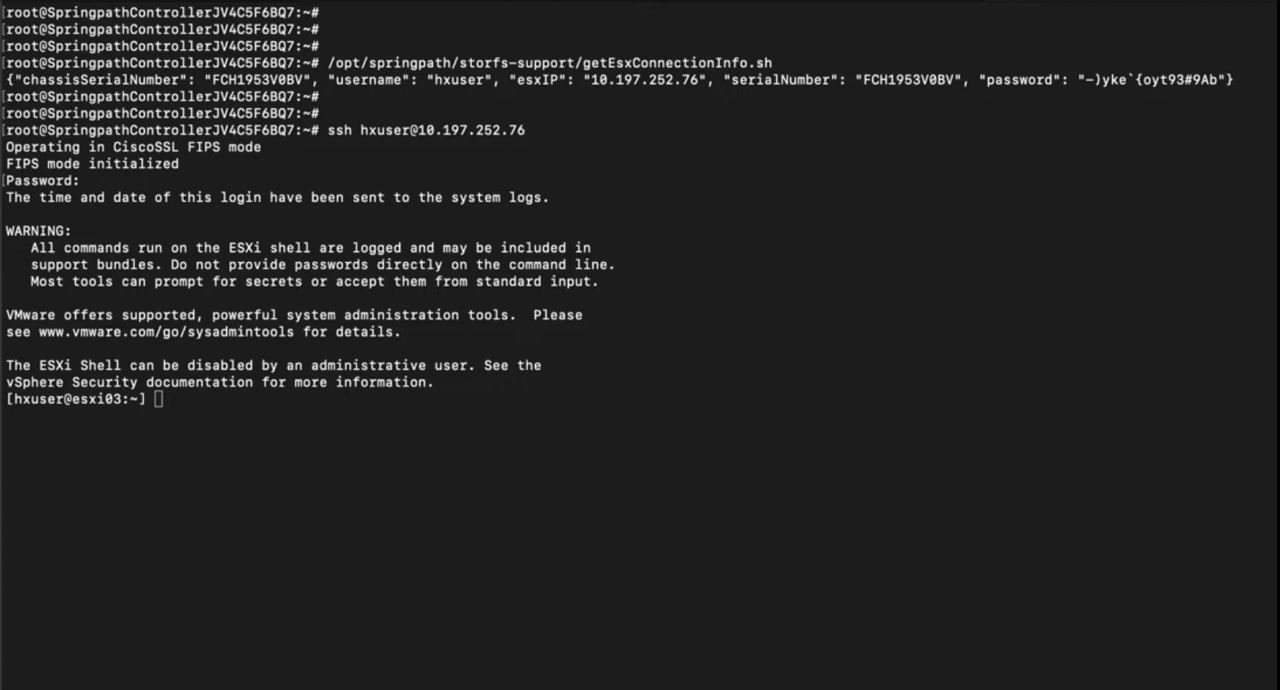 [root@SpringpathControllerJV4C5F6BQ7:~#
[root@SpringpathControllerJV4C5F6BQ7:~#
[root@SpringpathControllerJV4C5F6BQ7:~#
[root@SpringpathControllerJV4C5F6BQ7:~# /opt/springpath/storfs-support/getEsxConnectionInfo.sh
{"chassisSerialNumber": "FCH1953V0BV", "username": "hxuser", "esxIP": "10.197.252.76", "serialNumber": "FCH1953V0BV", "password": "-)yke`{oyt93#9Ab"}
[root@SpringpathControllerJV4C5F6BQ7:~#
[root@SpringpathControllerJV4C5F6BQ7:~#
[root@SpringpathControllerJV4C5F6BQ7:~# ssh hxuser@10.197.252.76
Operating in CiscoSSL FIPS mode
FIPS mode initialized
[Password:
The time and date of this login have been sent to the system logs.
WARNING:
All commands run on the ESXi shell are logged and may be included in
support bundles. Do not provide passwords directly on the command line.
Most tools can prompt for secrets or accept them from standard input.
VMware offers supported, powerful system administration tools.  Please
see www.vmware.com/go/sysadmintools for details.
The ESXi Shell can be disabled by an administrative user. See the
vSphere Security documentation for more information.
[hxuser@esxi03:~]